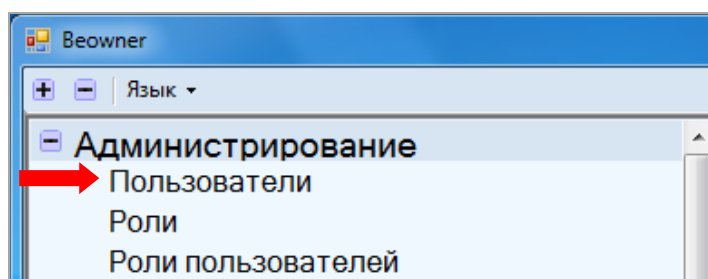 Beowner
Язык
Администрирование
Пользователи
Роли
Роли пользователей